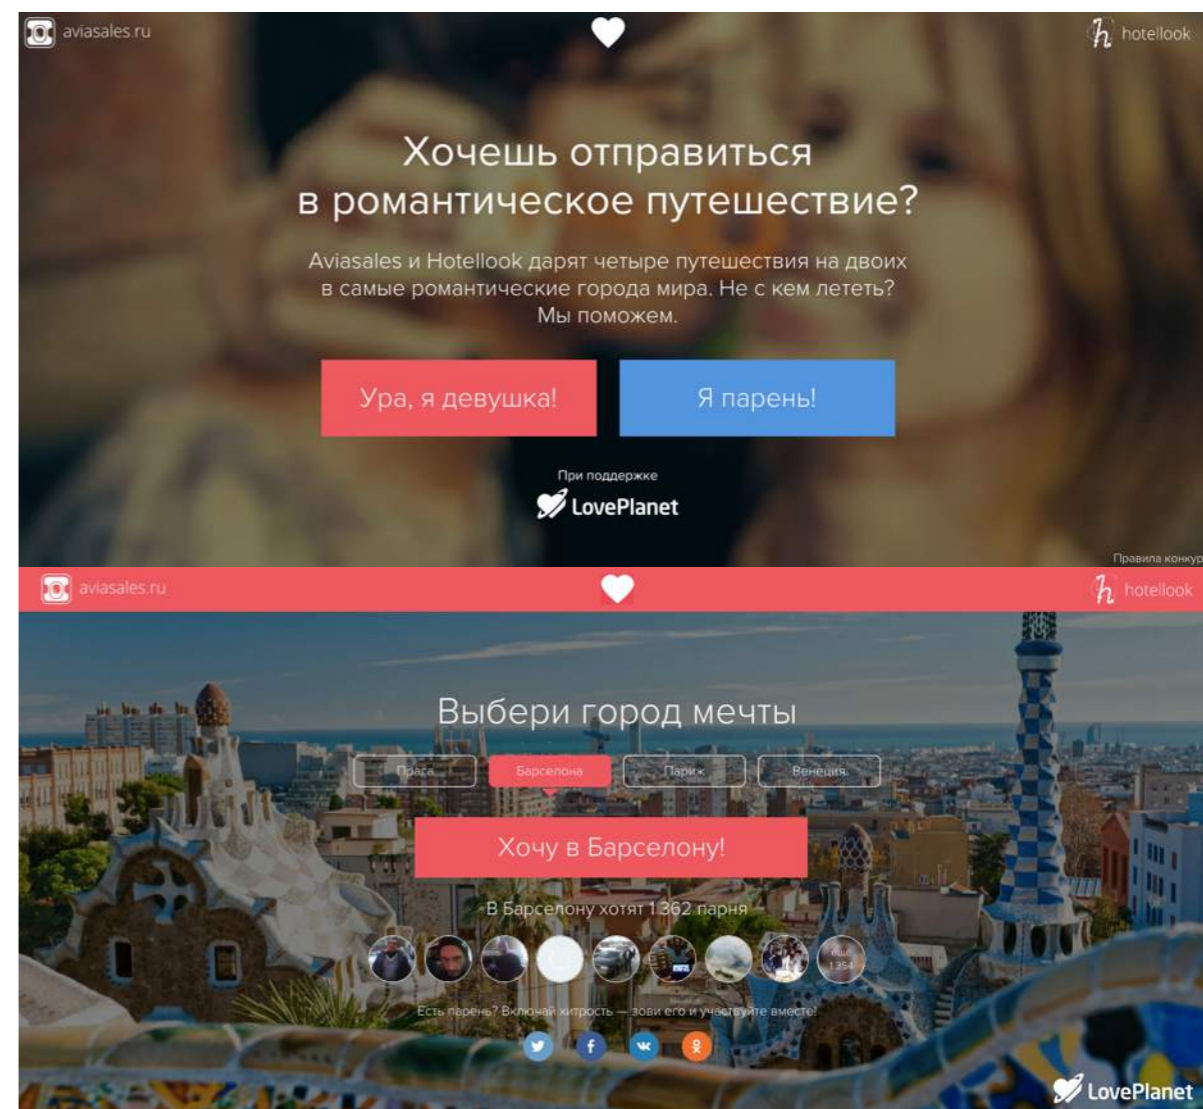 aviasales.ru
hotellook
Хочешь отправиться
в романтическое путешествие?
Aviasales и Hotellook дарят четыре путешествия на двоих
в самые романтические города мира. Не с кем лететь?
Мы поможем.
Ура, я девушка!
Я парень!
При поддержке
LovePlanet
Правила конкур
aviasales.ru
hotellook
Выбери город мечты
Прага
Барселона
Париж
Венеция
Хочу в Барселону!
В Барселону хотят 1 362 парня
еще
1 354
Есть парень? Включай хитрость — зови его и участвуйте вместе!
LovePlanet